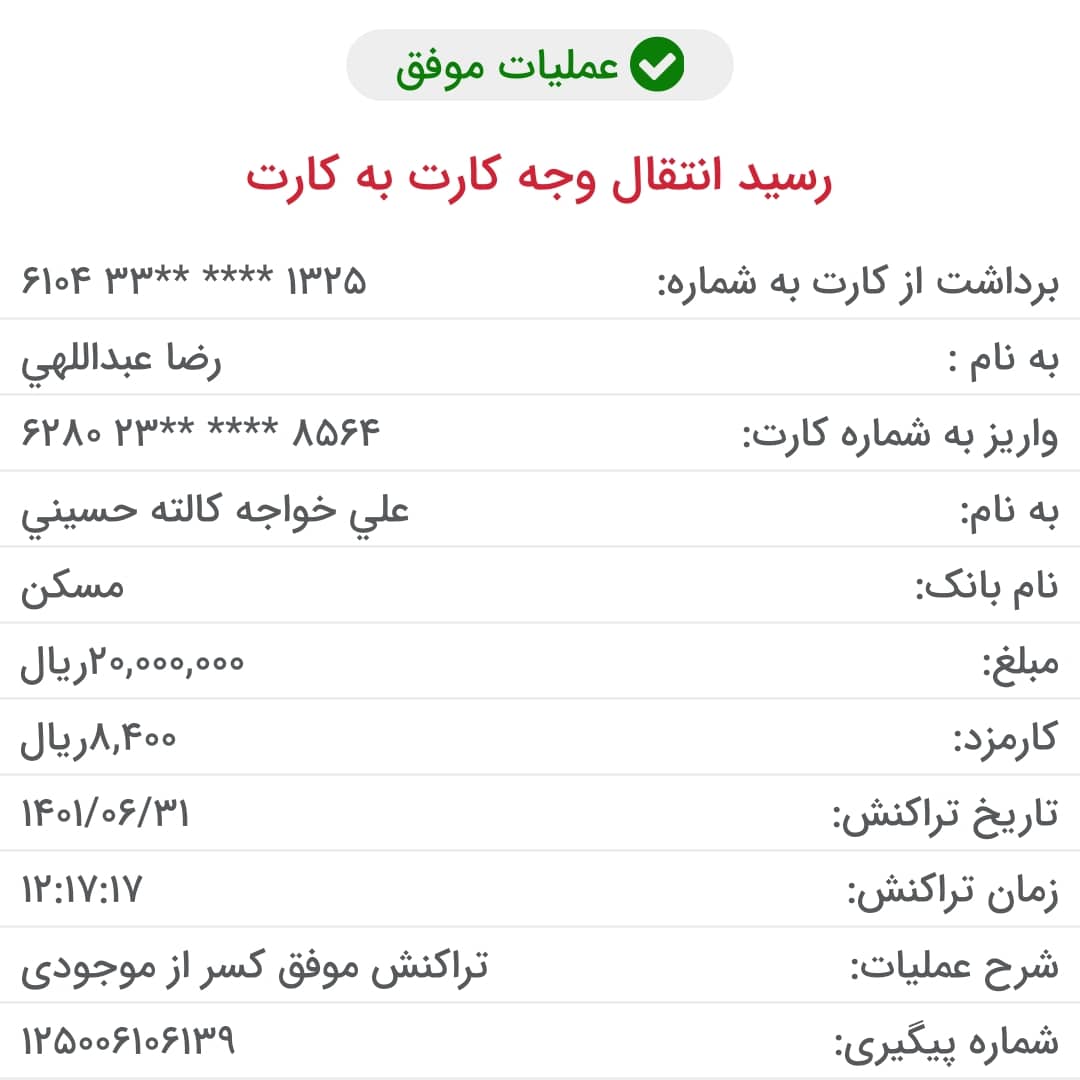 عملیات موفق
رسید انتقال وجه کارت به کارت
برداشت از کارت به شماره: ۶۱۰۴ ۳۳** **** ۱۳۲۵
به نام : رضا عبداللهي
واریز به شماره کارت: ۶۲۸۰ ۲۳** **** ۸۵۶۴
به نام: علي خواجه کالته حسيني
نام بانک: مسکن
مبلغ: ۲۰,۰۰۰,۰۰۰ریال
کارمزد: ۸,۴۰۰ریال
تاریخ تراکنش: ۱۴۰۱/۰۶/۳۱
زمان تراکنش: ۱۲:۱۷:۱۷
شرح عملیات: تراکنش موفق کسر از موجودی
شماره پیگیری: ۱۲۵۰۰۶۱۰۶۱۳۹